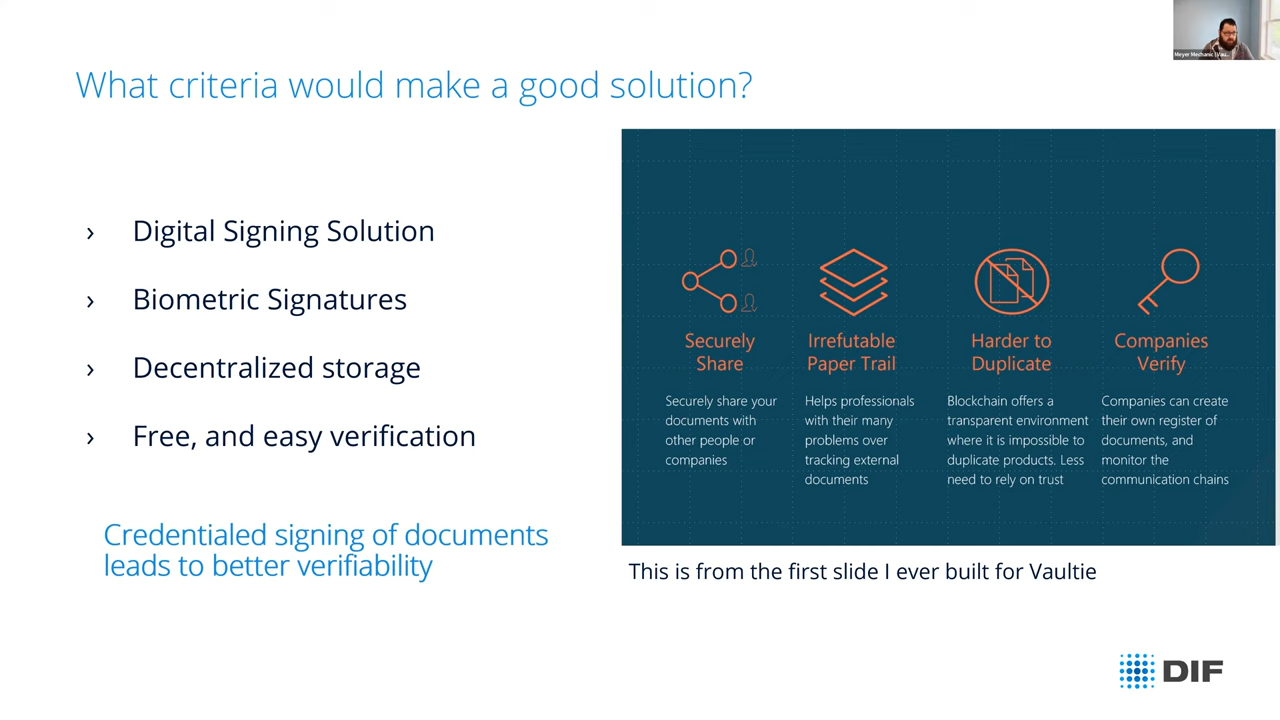 Meyer Mechanic
What criteria would make a good solution?
› Digital Signing Solution
› Biometric Signatures
› Decentralized storage
› Free, and easy verification
Credentialed signing of documents
leads to better verifiability
Securely
Share
Securely share your
documents with
other people or
companies
Irrefutable
Paper Trail
Helps professionals
with their many
problems over
tracking external
documents
Harder to
Duplicate
Blockchain offers a
transparent environment
where it is impossible to
duplicate products. Less
need to rely on trust
Companies
Verify
Companies can create
their own register of
documents, and
monitor the
communication chains
This is from the first slide I ever built for Vaultie
DIF